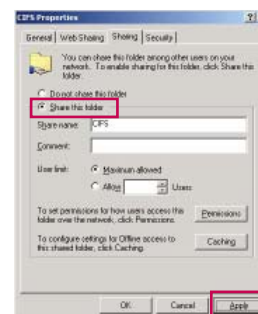 CIFS Properties
General Web Sharing Sharing Security
You can share this folder among other users on your
network. To enable sharing for this folder, click Share this
folder.
Do not share this folder
Share this folder
Share name: CIFS
Comment:
User limit: Maximum allowed
Allow Users
To set permissions for how users access this
folder over the network, click Permissions.
Permissions
To configure settings for Offline access to
this shared folder, click Caching.
Caching
OK Cancel Apply